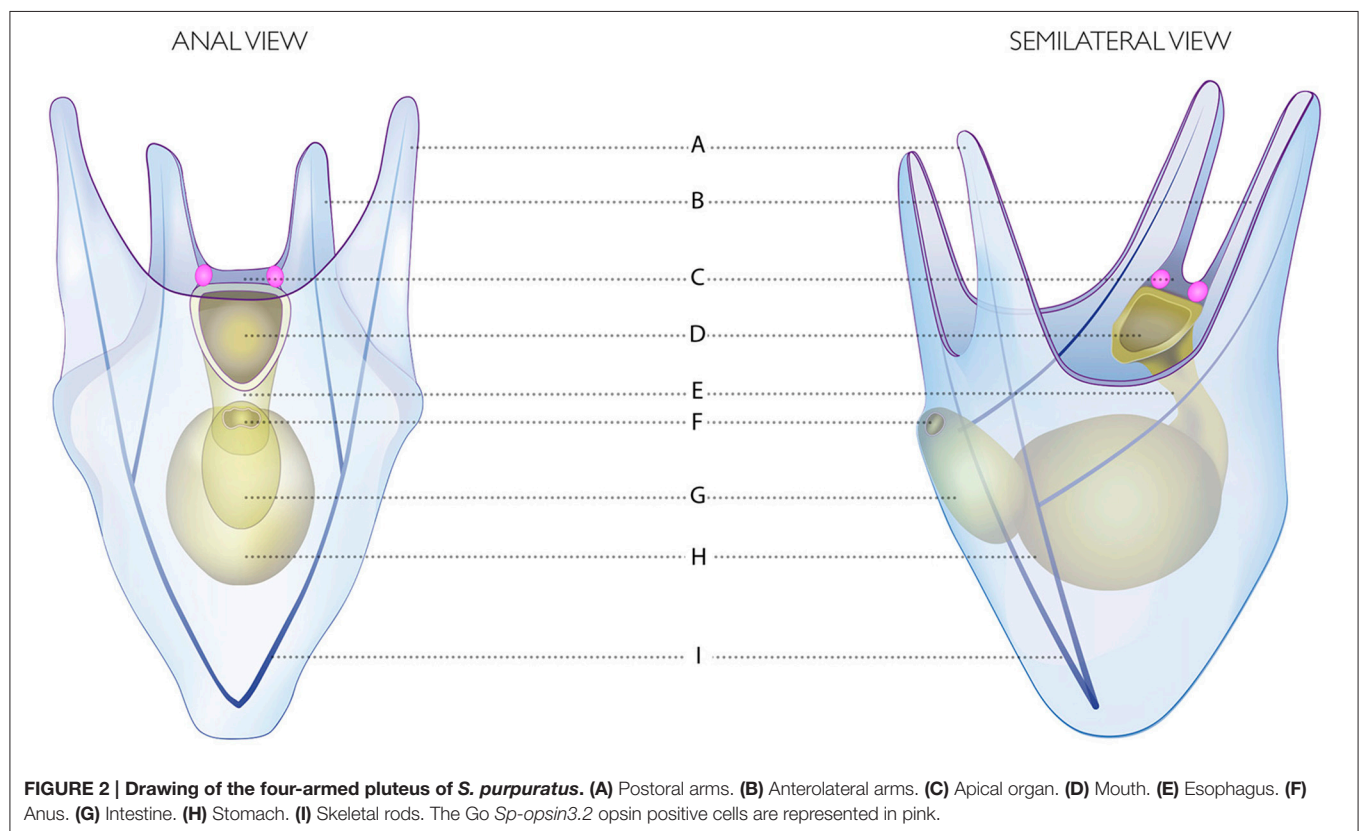 ANAL VIEW
SEMILATERAL VIEW
A
B
C
D
E
F
G
H
I
FIGURE 2 | Drawing of the four-armed pluteus of S. purpuratus. (A) Postoral arms. (B) Anterolateral arms. (C) Apical organ. (D) Mouth. (E) Esophagus. (F)
Anus. (G) Intestine. (H) Stomach. (I) Skeletal rods. The Go Sp-opsin3.2 opsin positive cells are represented in pink.